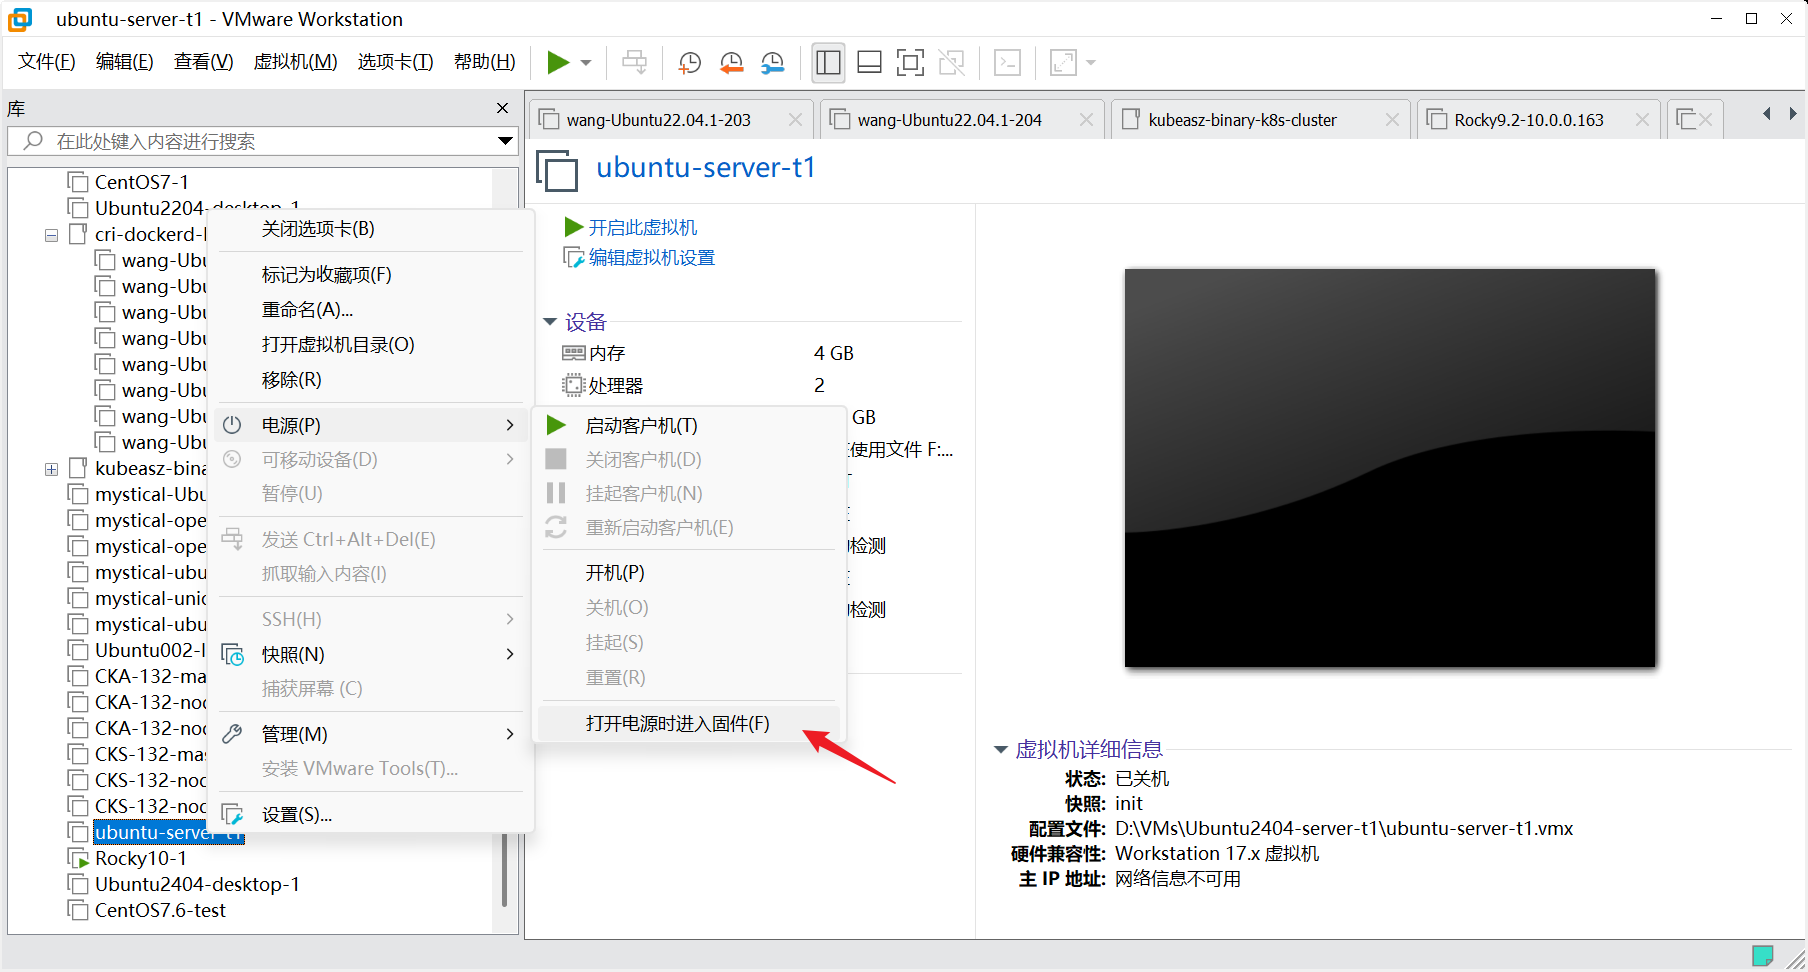 ubuntu-server-t1 - VMware Workstation
文件(F) 编辑(E) 查看(V) 虚拟机(M) 选项卡(T) 帮助(H)
库
在此处键入内容进行搜索
CentOS7-1
Ubuntu2204-desktop-1
cri-dockerd-
wang-Ubu
wang-Ubu
wang-Ubu
wang-Ubu
wang-Ubu
wang-Ubu
wang-Ubu
wang-Ubu
kubeasz-bina
mystical-Ubu
mystical-ope
mystical-ope
mystical-ubu
mystical-unic
mystical-ubu
Ubuntu002-
CKA-132-ma
CKA-132-nod
CKA-132-nod
CKS-132-mas
CKS-132-nod
CKS-132-nod
ubuntu-server-t1
Rocky10-1
Ubuntu2404-desktop-1
CentOS7.6-test
关闭选项卡(B)
标记为收藏项(F)
重命名(A)...
打开虚拟机目录(O)
移除(R)
电源(P)
可移动设备(D)
暂停(U)
发送 Ctrl+Alt+Del(E)
抓取输入内容(I)
SSH(H)
快照(N)
捕获屏幕 (C)
管理(M)
安装 VMware Tools(T)...
设置(S)...
启动客户机(T)
关闭客户机(D)
挂起客户机(N)
重新启动客户机(E)
开机(P)
关机(O)
挂起(S)
重置(R)
打开电源时进入固件(F)
wang-Ubuntu22.04.1-203
wang-Ubuntu22.04.1-204
kubeasz-binary-k8s-cluster
Rocky9.2-10.0.0.163
ubuntu-server-t1
开启此虚拟机
编辑虚拟机设置
设备
内存 4 GB
处理器 2
GB
使用文件 F:...
检测
检测
虚拟机详细信息
状态: 已关机
快照: init
配置文件: D:\VMs\Ubuntu2404-server-t1\ubuntu-server-t1.vmx
硬件兼容性: Workstation 17.x 虚拟机
主 IP 地址: 网络信息不可用